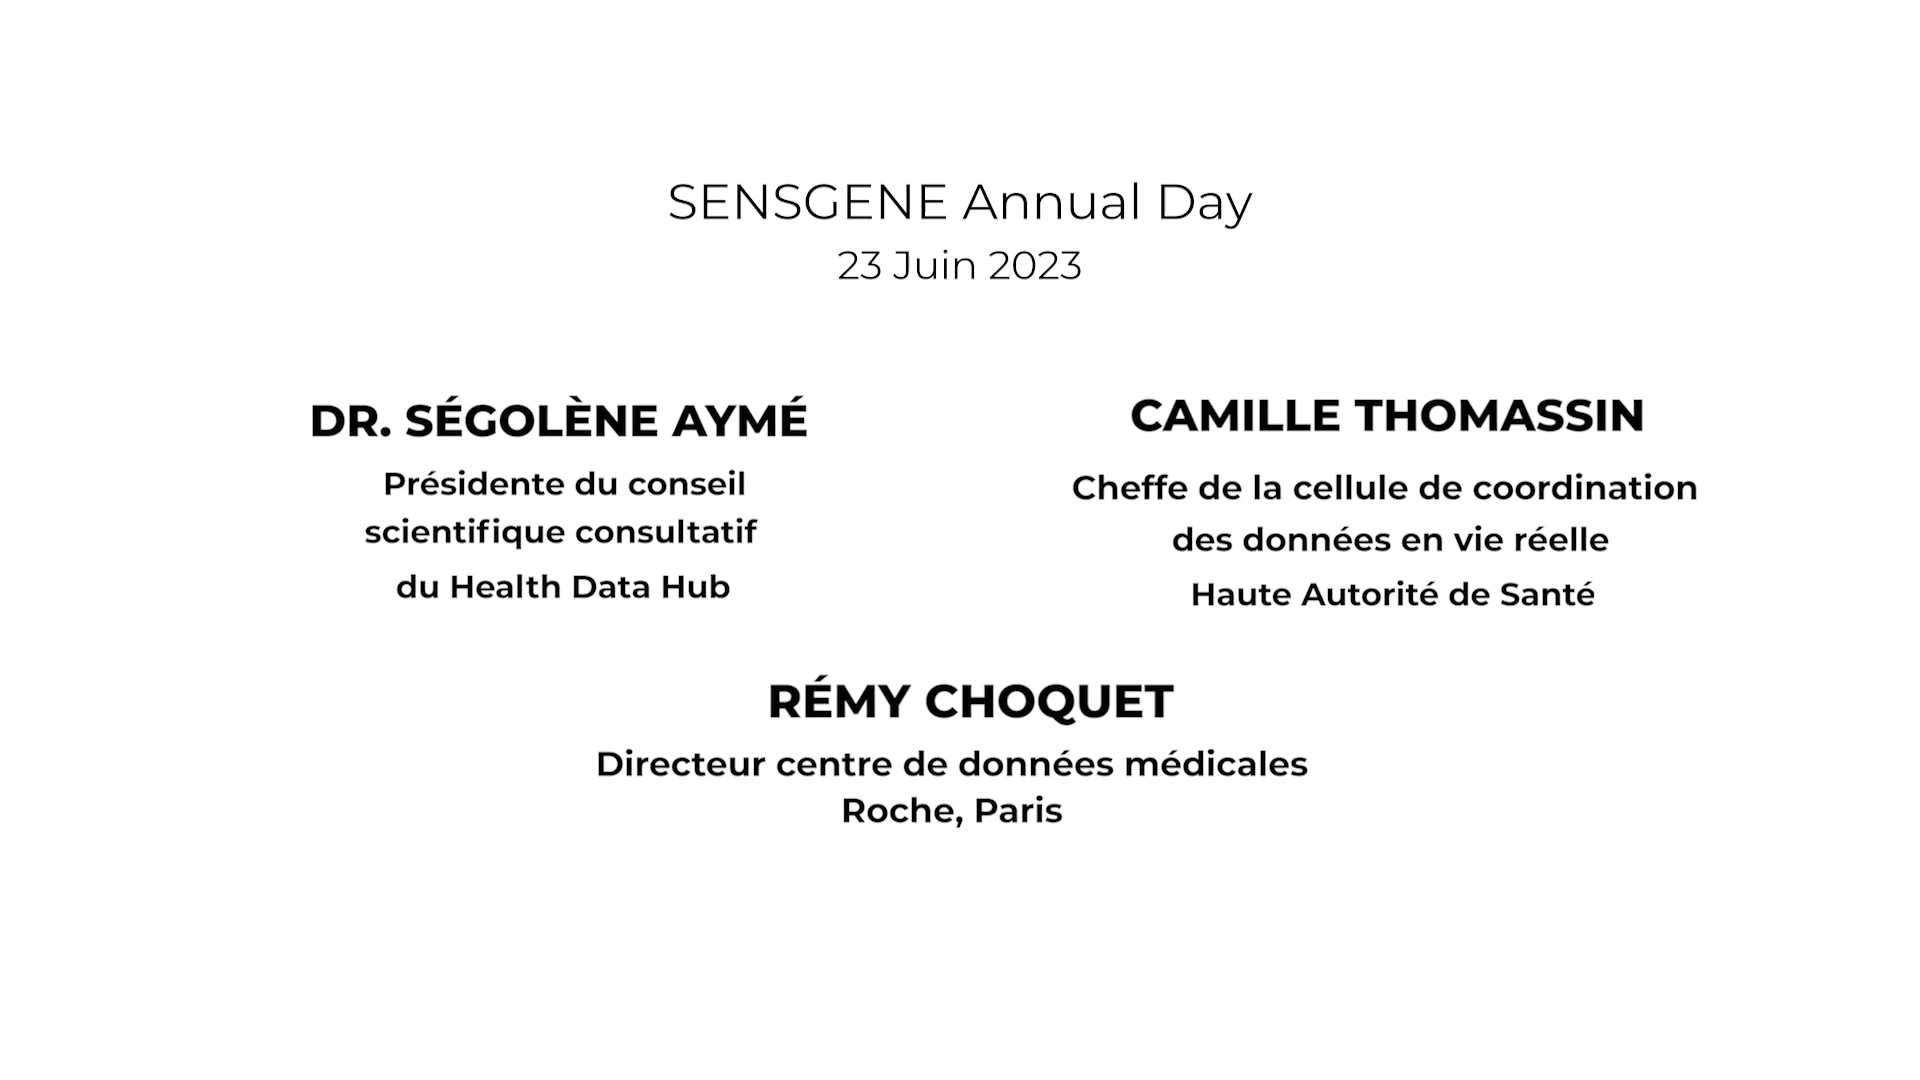 SENSGENE Annual Day
23 Juin 2023
DR. SÉGOLÈNE AYMÉ
Présidente du conseil
scientifique consultatif
du Health Data Hub
CAMILLE THOMASSIN
Cheffe de la cellule de coordination
des données en vie réelle
Haute Autorité de Santé
RÉMY CHOQUET
Directeur centre de données médicales
Roche, Paris